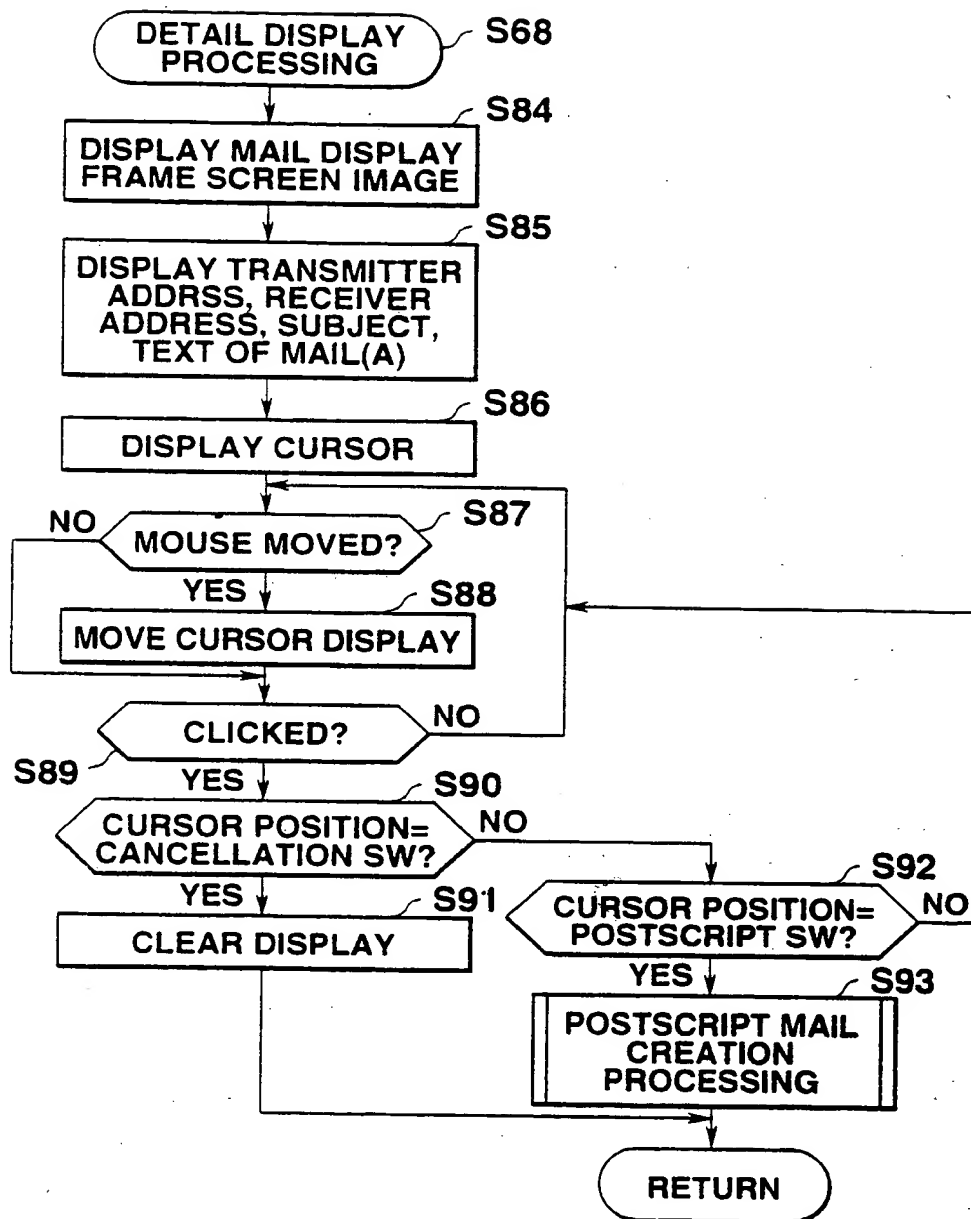 DETAIL DISPLAY
PROCESSING
S68
S84
DISPLAY MAIL DISPLAY
FRAME SCREEN IMAGE
S85
DISPLAY TRANSMITTER
ADDRSS, RECEIVER
ADDRESS, SUBJECT,
TEXT OF MAIL(A)
S86
DISPLAY CURSOR
S87
NO
MOUSE MOVED?
YES
S88
MOVE CURSOR DISPLAY
CLICKED?
NO
S89
YES
S90
CURSOR POSITION=
CANCELLATION SW?
NO
YES
S91
CLEAR DISPLAY
S92
CURSOR POSITION=
POSTSCRIPT SW?
NO
YES
S93
POSTSCRIPT MAIL
CREATION
PROCESSING
RETURN